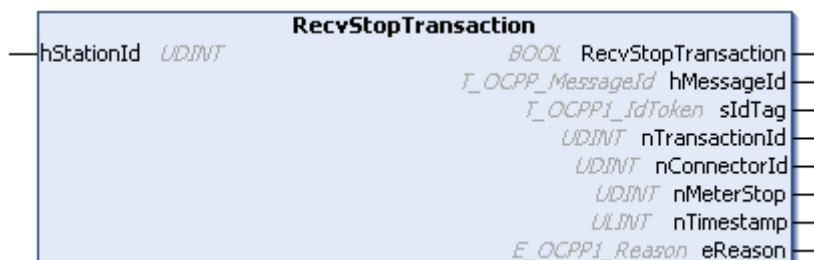 RecvStopTransaction
hStationId UDINT BOOL RecvStopTransaction
T_OCPP_MessageId hMessageId
T_OCPP1_IdToken sIdTag
UDINT nTransactionId
UDINT nConnectorId
UDINT nMeterStop
ULINT nTimestamp
E_OCPP1_Reason eReason